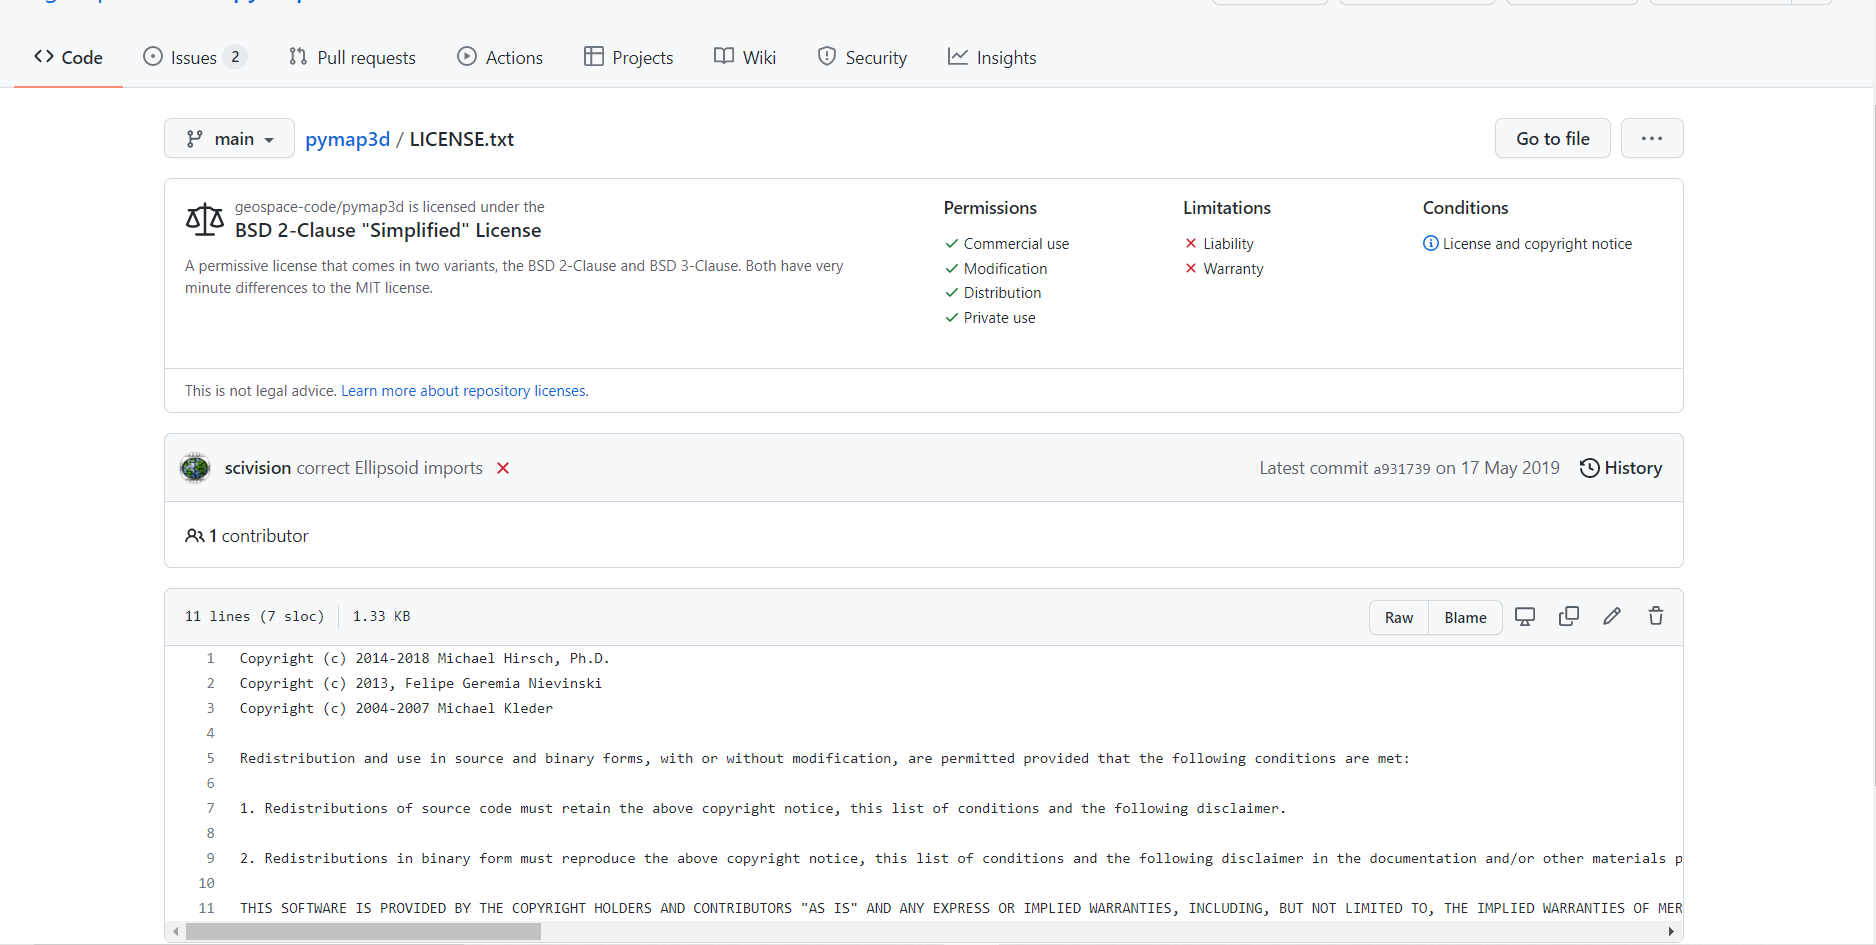 Code Issues 2 Pull requests Actions Projects Wiki Security Insights
main pymap3d / LICENSE.txt Go to file ...
geospace-code/pymap3d is licensed under the
BSD 2-Clause "Simplified" License
A permissive license that comes in two variants, the BSD 2-Clause and BSD 3-Clause. Both have very
minute differences to the MIT license.
Permissions
Commercial use
Modification
Distribution
Private use
Limitations
Liability
Warranty
Conditions
License and copyright notice
This is not legal advice. Learn more about repository licenses.
scivision correct Ellipsoid imports Latest commit a931739 on 17 May 2019 History
1 contributor
11 lines (7 sloc) 1.33 KB Raw Blame
1 Copyright (c) 2014-2018 Michael Hirsch, Ph.D.
2 Copyright (c) 2013, Felipe Geremia Nievinski
3 Copyright (c) 2004-2007 Michael Kleder
4
5 Redistribution and use in source and binary forms, with or without modification, are permitted provided that the following conditions are met:
6
7 1. Redistributions of source code must retain the above copyright notice, this list of conditions and the following disclaimer.
8
9 2. Redistributions in binary form must reproduce the above copyright notice, this list of conditions and the following disclaimer in the documentation and/or other materials p
10
11 THIS SOFTWARE IS PROVIDED BY THE COPYRIGHT HOLDERS AND CONTRIBUTORS "AS IS" AND ANY EXPRESS OR IMPLIED WARRANTIES, INCLUDING, BUT NOT LIMITED TO, THE IMPLIED WARRANTIES OF MER